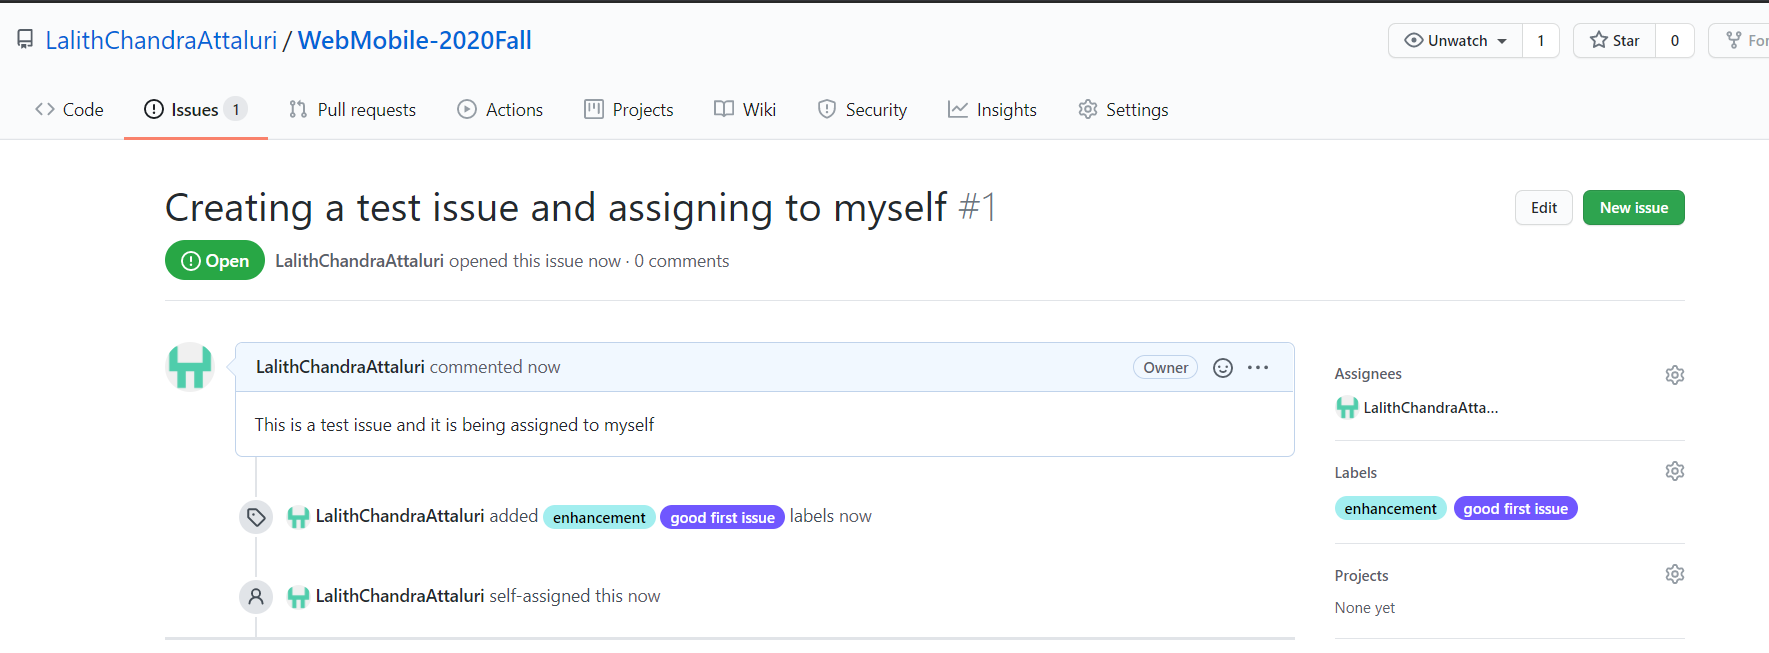 LalithChandraAttaluri / WebMobile-2020Fall
Unwatch 1 Star 0 For
Code Issues 1 Pull requests Actions Projects Wiki Security Insights Settings
Creating a test issue and assigning to myself #1
Edit New issue
Open LalithChandraAttaluri opened this issue now · 0 comments
LalithChandraAttaluri commented now Owner ...
This is a test issue and it is being assigned to myself
LalithChandraAttaluri added enhancement good first issue labels now
LalithChandraAttaluri self-assigned this now
Assignees
LalithChandraAtta...
Labels
enhancement good first issue
Projects
None yet